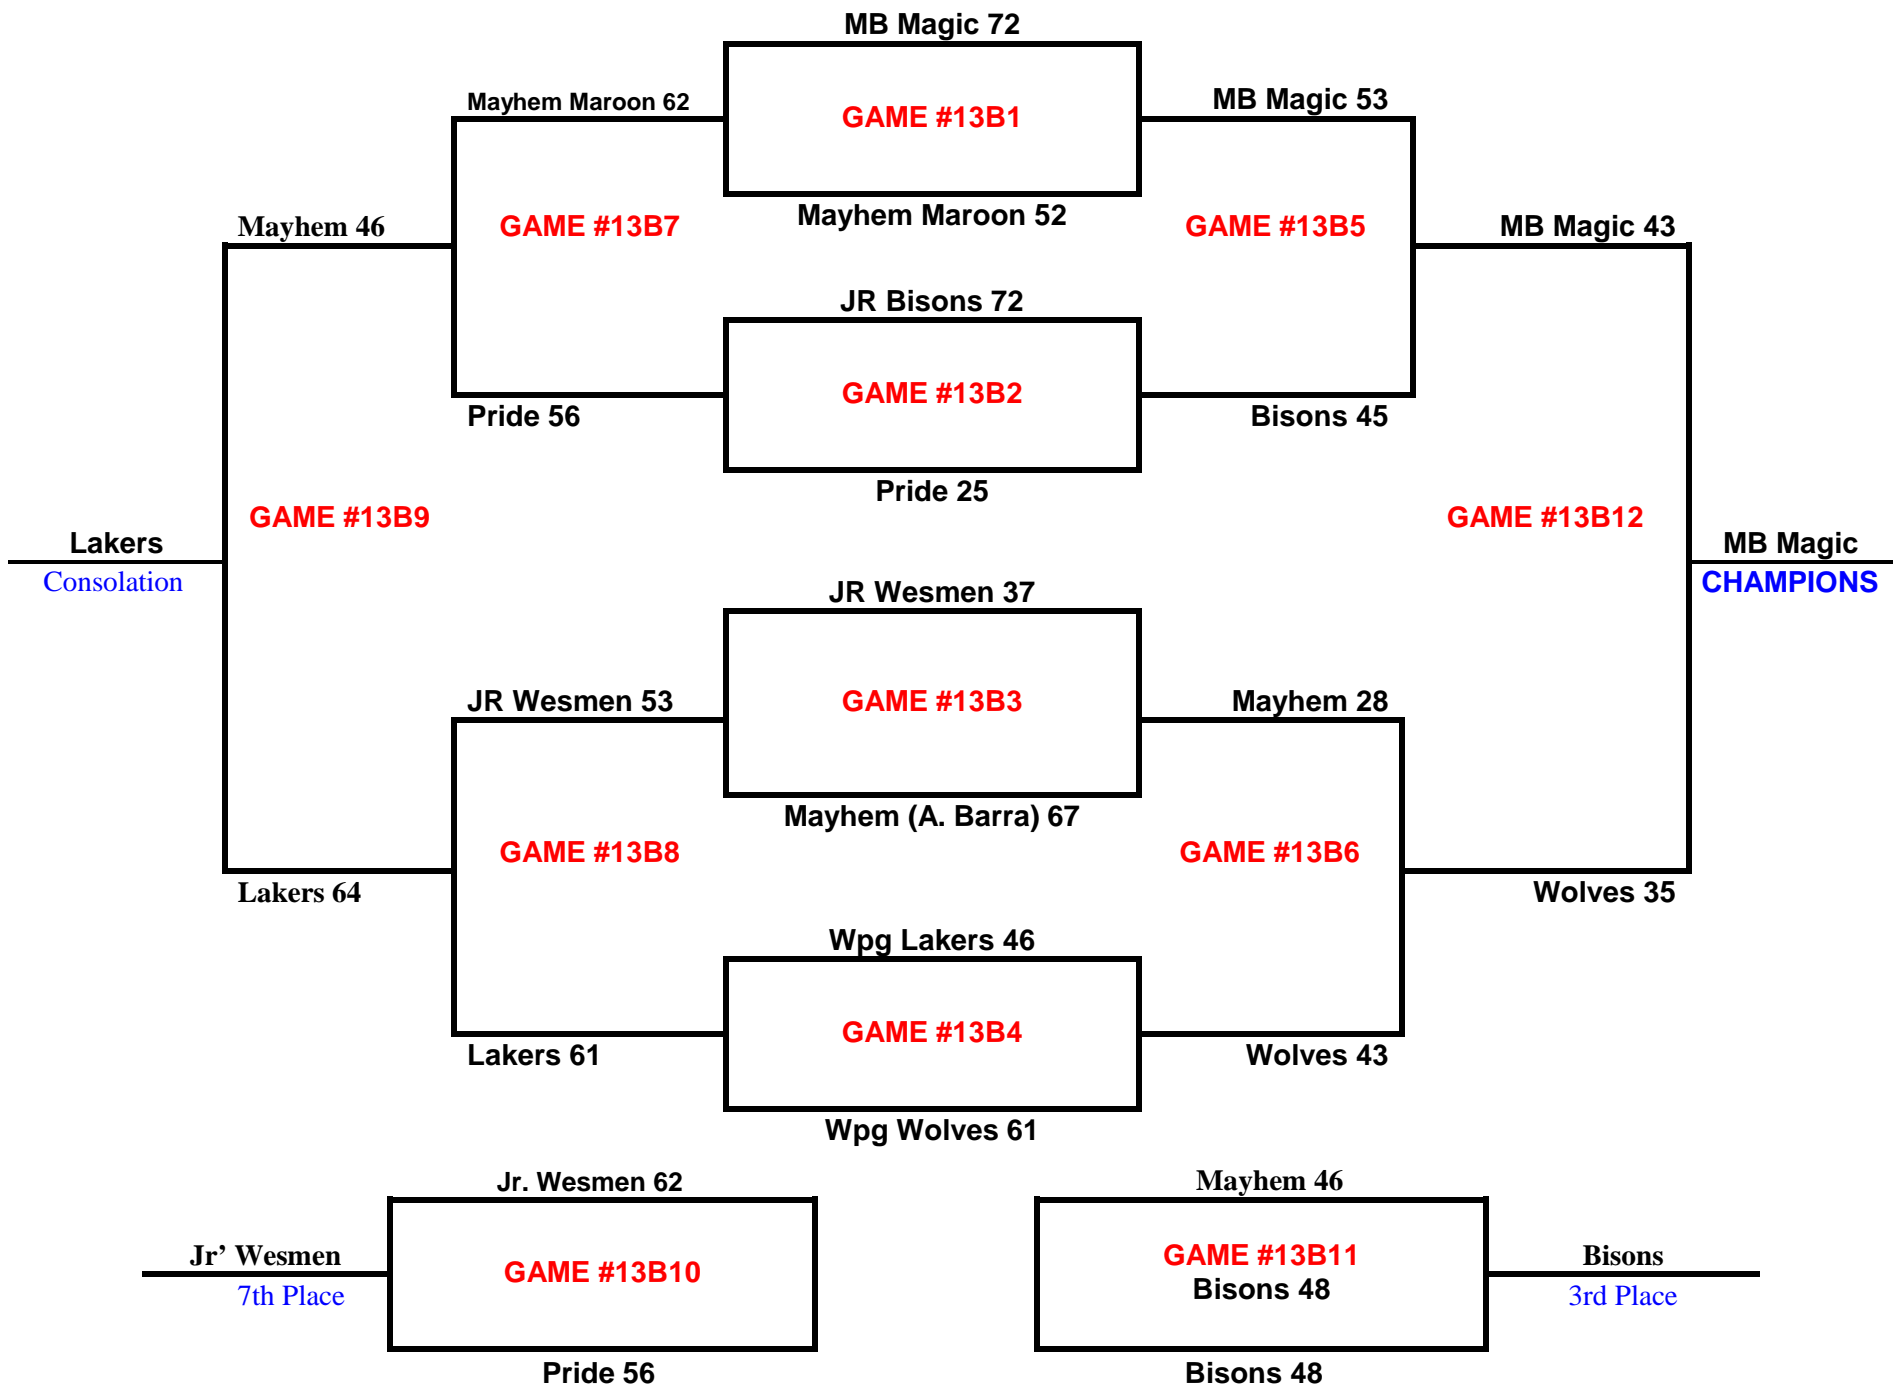 MB Magic 72
Mayhem Maroon 62
GAME #13B1
MB Magic 53
Mayhem 46
GAME #13B7
Mayhem Maroon 52
GAME #13B5
MB Magic 43
JR Bisons 72
GAME #13B2
Pride 56
Bisons 45
Pride 25
GAME #13B9
GAME #13B12
Lakers
MB Magic
Consolation
CHAMPIONS
JR Wesmen 37
JR Wesmen 53
GAME #13B3
Mayhem 28
Mayhem (A. Barra) 67
GAME #13B8
GAME #13B6
Lakers 64
Wolves 35
Wpg Lakers 46
GAME #13B4
Lakers 61
Wolves 43
Wpg Wolves 61
Jr. Wesmen 62
Mayhem 46
Jr’ Wesmen
GAME #13B10
GAME #13B11
Bisons 48
Bisons
7th Place
3rd Place
Pride 56
Bisons 48